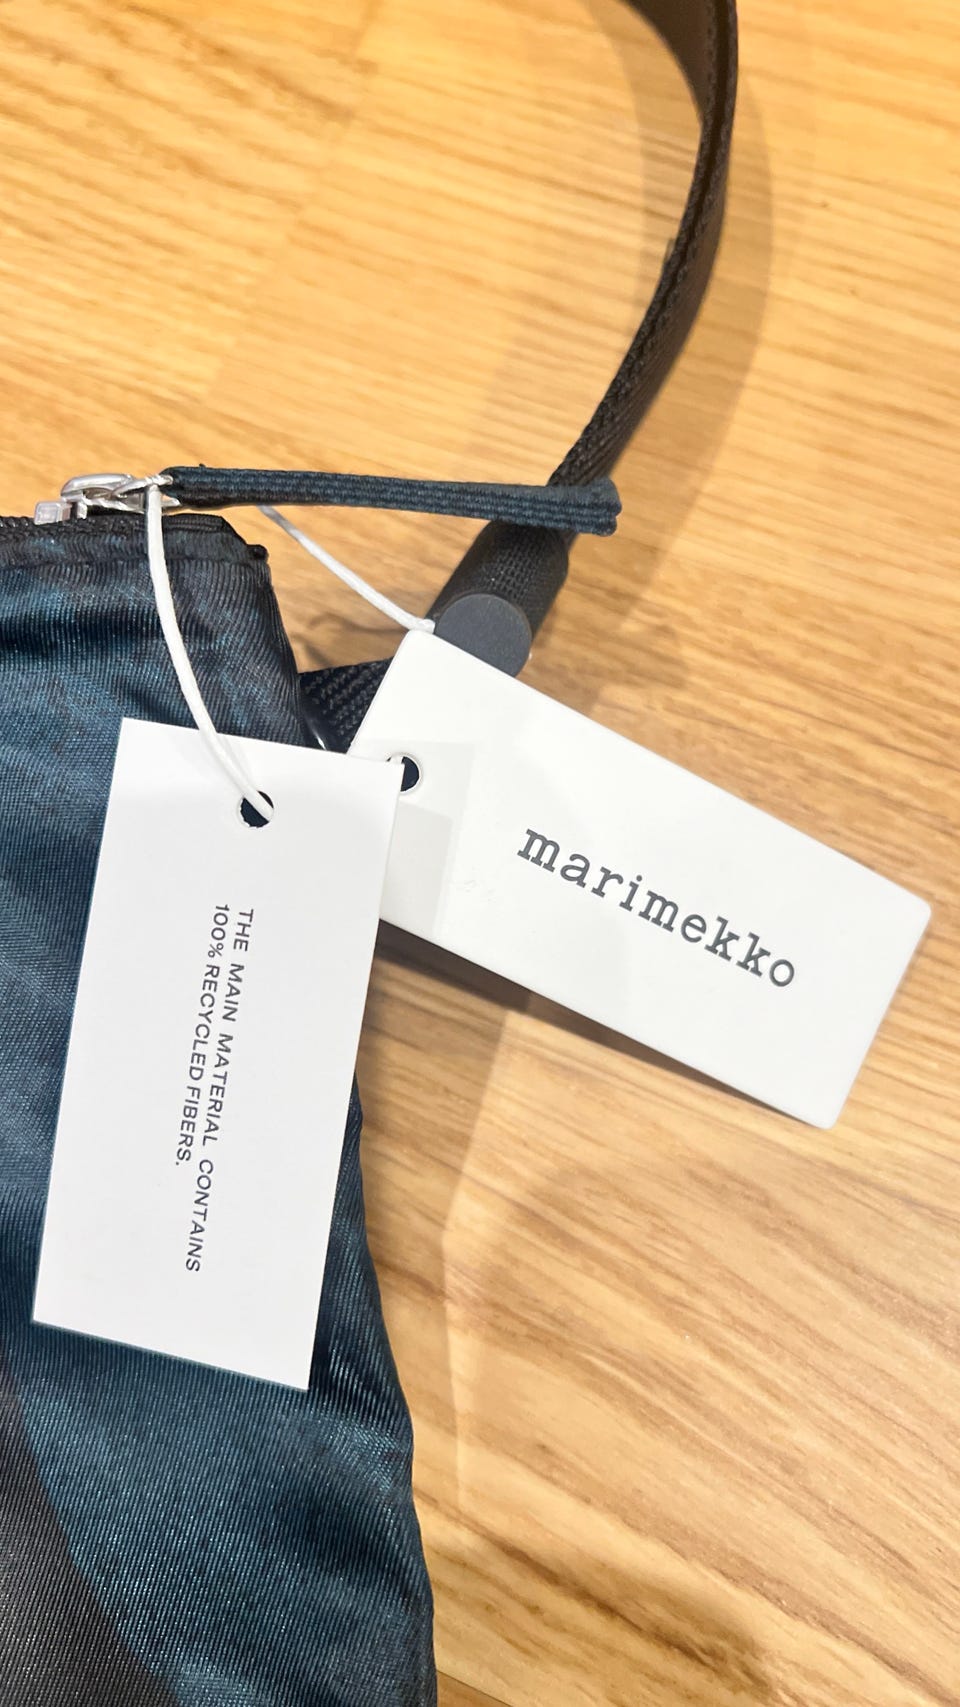 marimekko
THE MAIN MATERIAL CONTAINS
100% RECYCLED FIBERS.